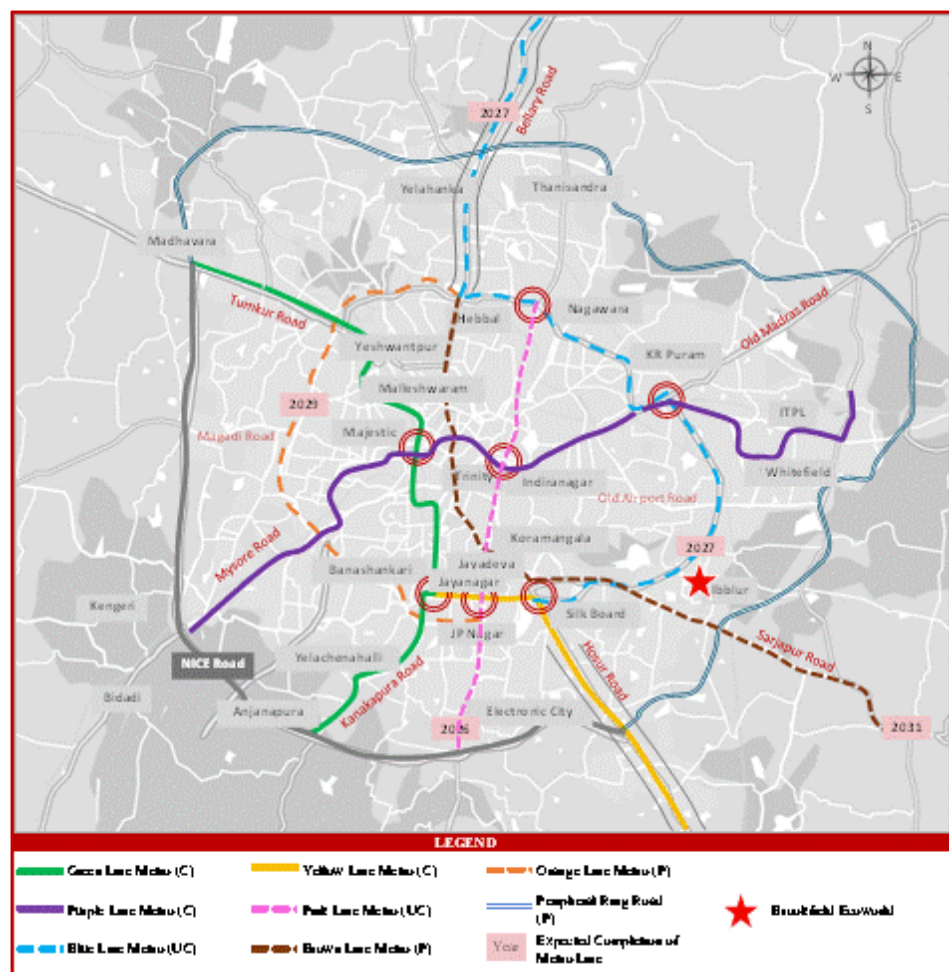 N
W E
S
2027
Bellary Road
Yelahanka
Thanisandra
Madhavara
Tumkur Road
Hebbal
Nagawara
Old Madras Road
Yeshwantpur
KR Puram
Malleshwaram
2029
Magadi Road
Majestic
ITPL
Trinity
Indiranagar
Whitefield
Old Airport Road
Mysore Road
Koramangala
2027
Banashankari
Jayadeva
Jayanagar
Ibblur
Kengeri
Silk Board
JP Nagar
Sarjapur Road
Yelachenahalli
NICE Road
Hosur Road
Bidadi
Kanakapura Road
Anjanapura
Electronic City
2026
2031
LEGEND
Green Line Metro (C)
Yellow Line Metro (C)
Orange Line Metro (P)
Purple Line Metro (C)
Pink Line Metro (UC)
Peripheral Ring Road
(P)
Brookfield Ecoworld
Blue Line Metro (UC)
Brown Line Metro (P)
Year
Expected Completion of
Metro Line